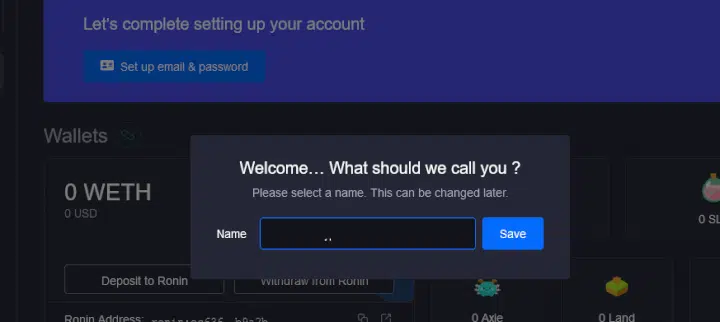 Let's complete setting up your account
Set up email & password
Wallets
Welcome… What should we call you ?
0 WETH
Please select a name. This can be changed later.
0 USD
0 SL
Name
Save
Deposit to Ronin
Withdraw from Ronin
Ronin Address:
0 Axie
0 Land